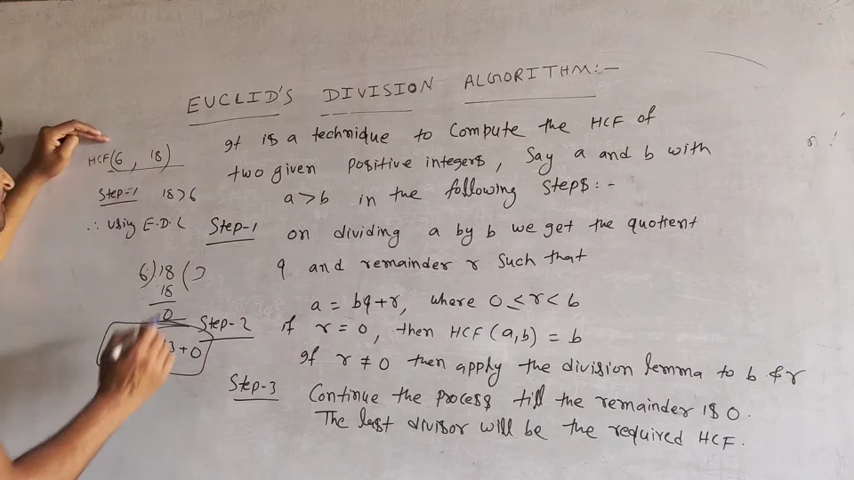 EUCLID'S DIVISION ALGORITHM:-
It is a technique to compute the HCF of
two given positive integers, Say a and b with
a>b in the following steps:-
Step-1 on dividing a by b we get the quotient
q and remainder r such that
a = bq+r, where 0≤r<b
Step-2 if r = 0, then HCF(a,b) = b
If r ≠ 0 then apply the division lemma to b & r
Step-3 Continue the process till the remainder is 0.
The last divisor will be the required HCF.
HCF(6, 18)
Step-1 18>6
∴ using E.D.L
6)18(3
18
0
3+0